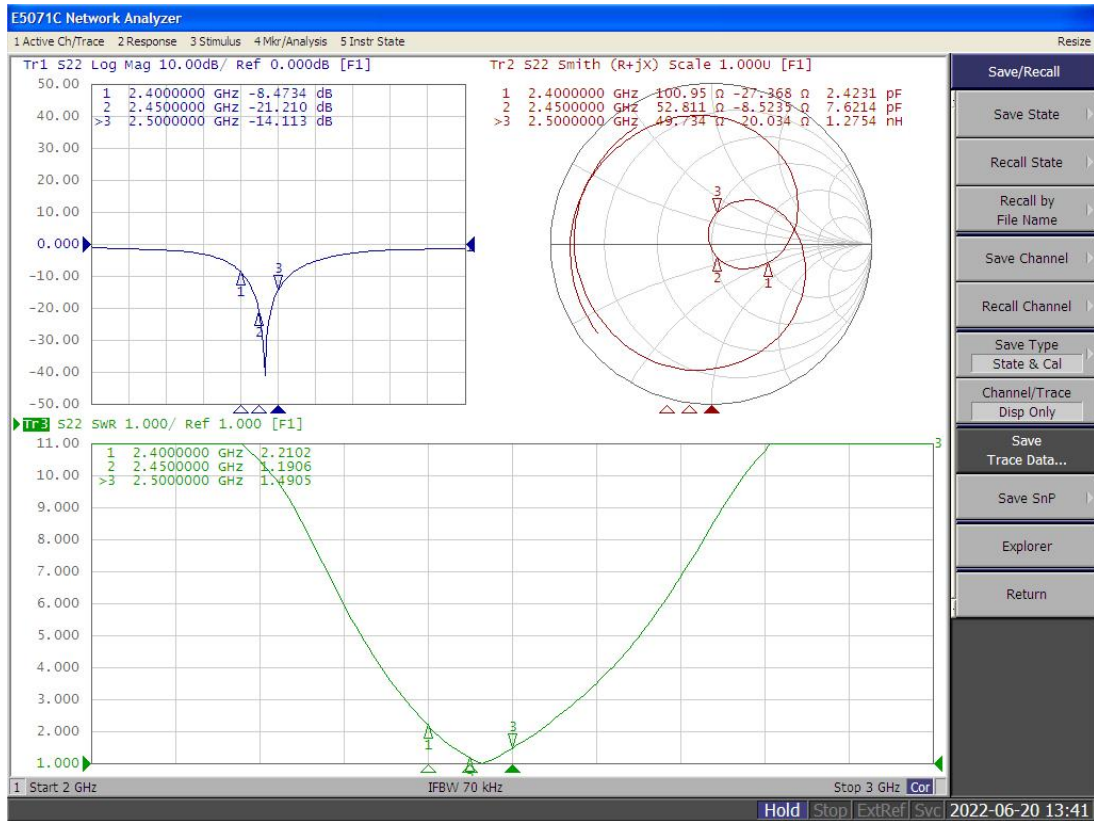 E5071C Network Analyzer
1 Active Ch/Trace 2 Response 3 Stimulus 4 Mkr/Analysis 5 Instr State Resize
Tr1 S22 Log Mag 10.00dB/ Ref 0.000dB [F1]
50.00
40.00
30.00
20.00
10.00
0.000
-10.00
-20.00
-30.00
-40.00
-50.00
1 2.4000000 GHz -8.4734 dB
2 2.4500000 GHz -21.210 dB
>3 2.5000000 GHz -14.113 dB
1
2
3
Tr2 S22 Smith (R+jX) Scale 1.000U [F1]
1 2.4000000 GHz 100.95 Ω -27.368 Ω 2.4231 pF
2 2.4500000 GHz 52.811 Ω -8.5235 Ω 7.6214 pF
>3 2.5000000 GHz 49.734 Ω -20.034 Ω 1.2754 nH
3
2
1
Tr3 S22 SWR 1.000/ Ref 1.000 [F1]
11.00
10.00
9.000
8.000
7.000
6.000
5.000
4.000
3.000
2.000
1.000
1 2.4000000 GHz 2.2102
2 2.4500000 GHz 1.1906
>3 2.5000000 GHz 1.4905
3
1
2
3
1 Start 2 GHz IFBW 70 kHz Stop 3 GHz Cor
Save/Recall
Save State
Recall State
Recall by
File Name
Save Channel
Recall Channel
Save Type
State & Cal
Channel/Trace
Disp Only
Save
Trace Data...
Save SnP
Explorer
Return
Hold Stop ExtRef Svc 2022-06-20 13:41